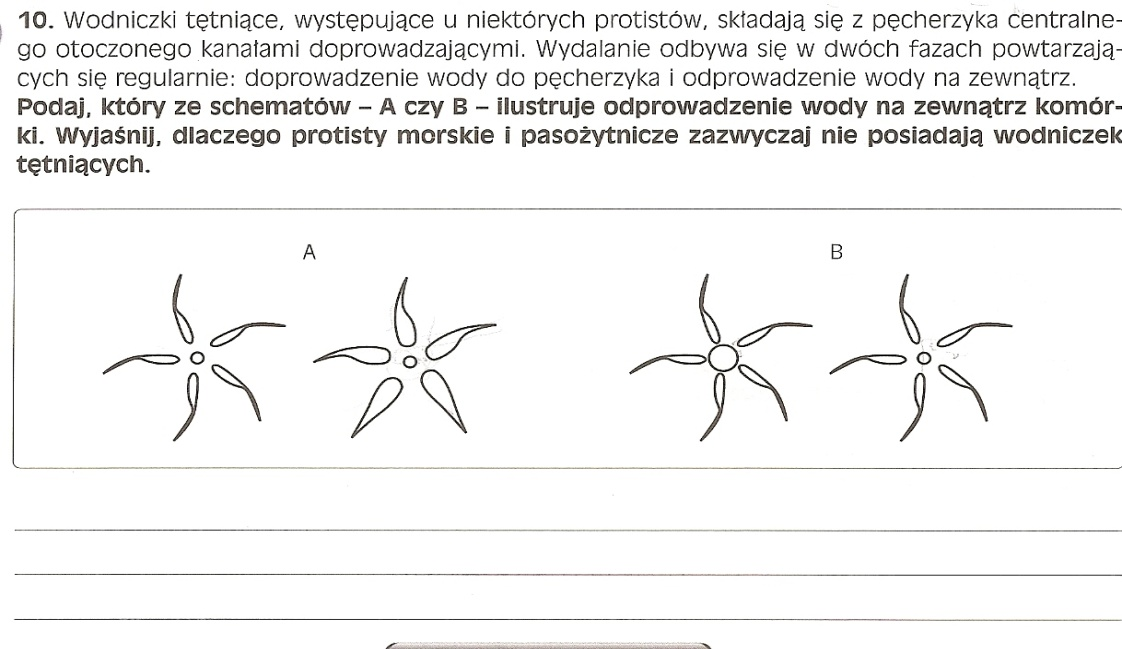 10. Wodniczki tętniące, występujące u niektórych protistów, składają się z pęcherzyka centralne-
go otoczonego kanałami doprowadzającymi. Wydalanie odbywa się w dwóch fazach powtarzają-
cych się regularnie: doprowadzenie wody do pęcherzyka i odprowadzenie wody na zewnątrz.
Podaj, który ze schematów – A czy B – ilustruje odprowadzenie wody na zewnątrz komór-
ki. Wyjaśnij, dlaczego protisty morskie i pasożytnicze zazwyczaj nie posiadają wodniczek
tętniących.
A B